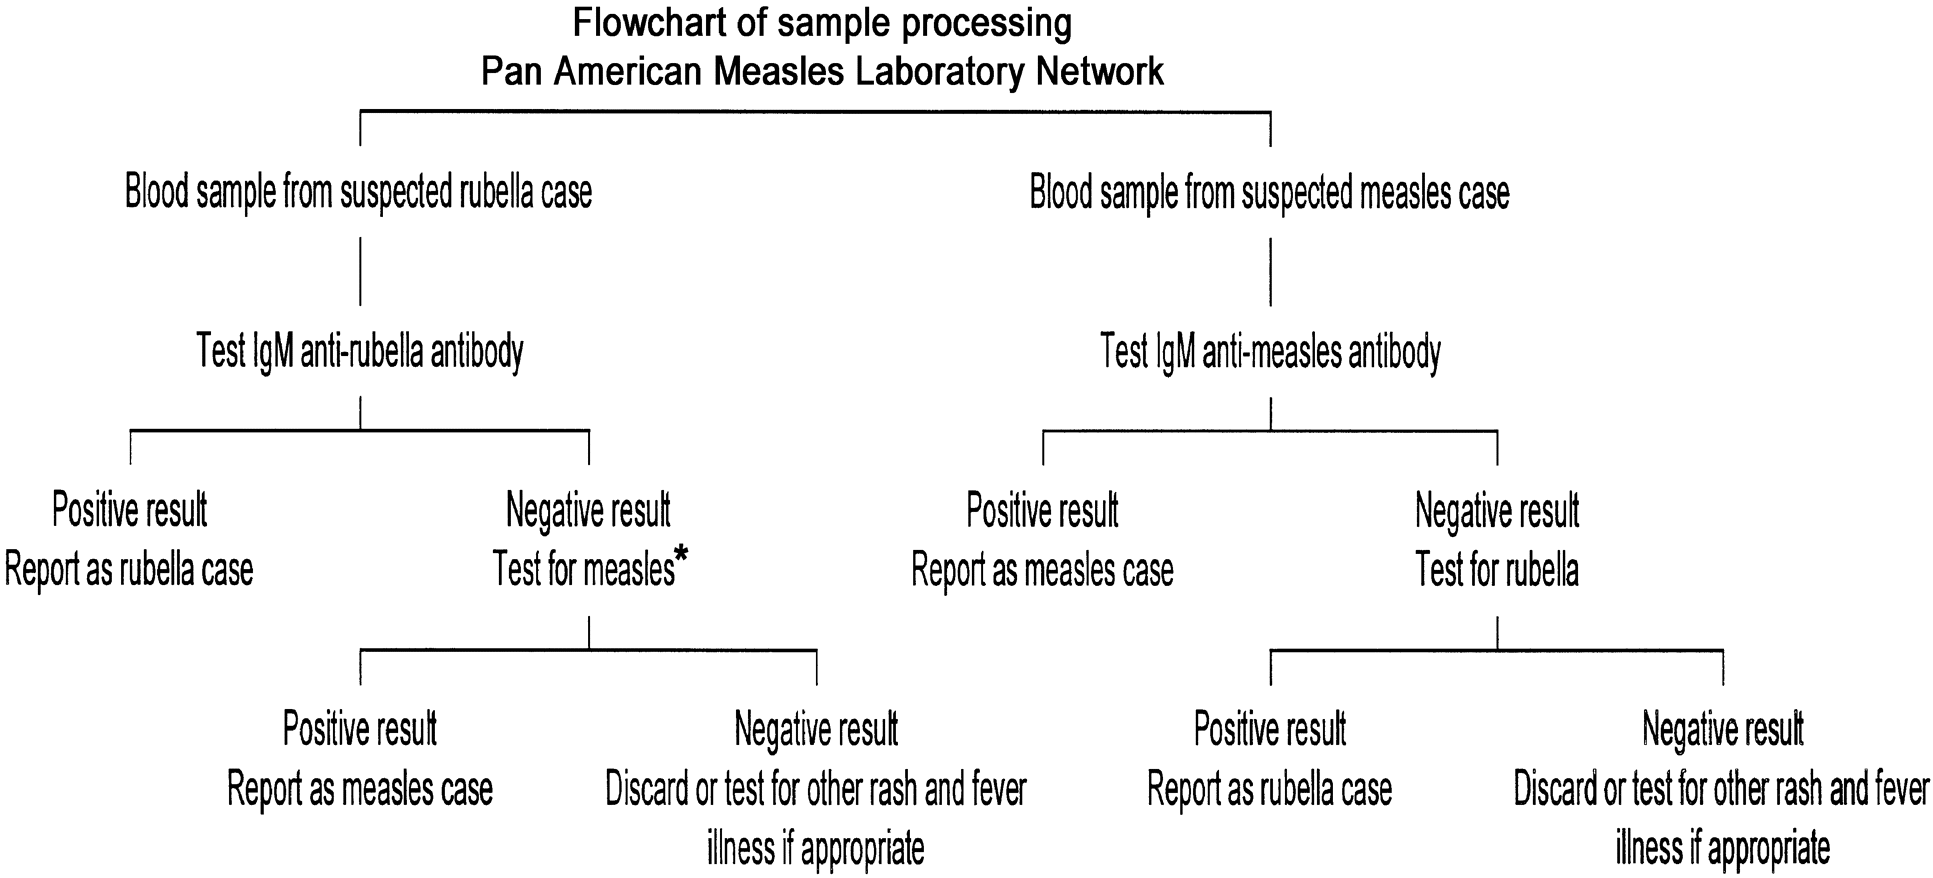 Flowchart of sample processing
Pan American Measles Laboratory Network
Blood sample from suspected rubella case
Blood sample from suspected measles case
Test IgM anti-rubella antibody
Test IgM anti-measles antibody
Positive result
Report as rubella case
Negative result
Test for measles*
Positive result
Report as measles case
Negative result
Test for rubella
Positive result
Report as measles case
Negative result
Discard or test for other rash and fever
illness if appropriate
Positive result
Report as rubella case
Negative result
Discard or test for other rash and fever
illness if appropriate